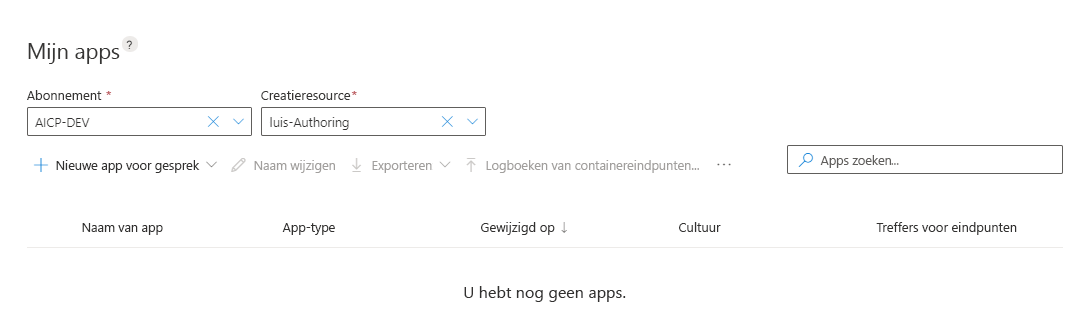 Mijn apps ?
Abonnement * Creatieresource*
AICP-DEV luis-Authoring
Nieuwe app voor gesprek Naam wijzigen Exporteren Logboeken van containereindpunten... ... Apps zoeken...
Naam van app App-type Gewijzigd op ↓ Cultuur Treffers voor eindpunten
U hebt nog geen apps.